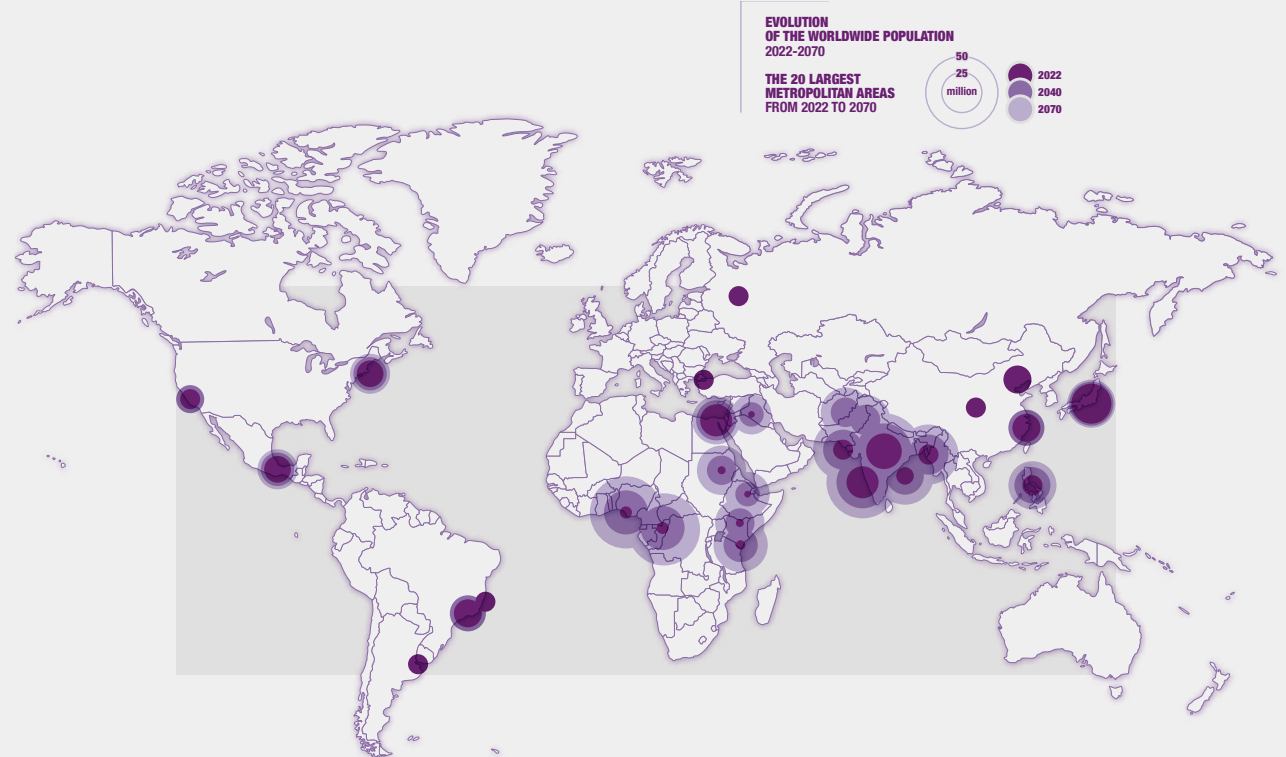 EVOLUTION
OF THE WORLDWIDE POPULATION
2022-2070
THE 20 LARGEST
METROPOLITAN AREAS
FROM 2022 TO 2070
50
25
million
2022
2040
2070